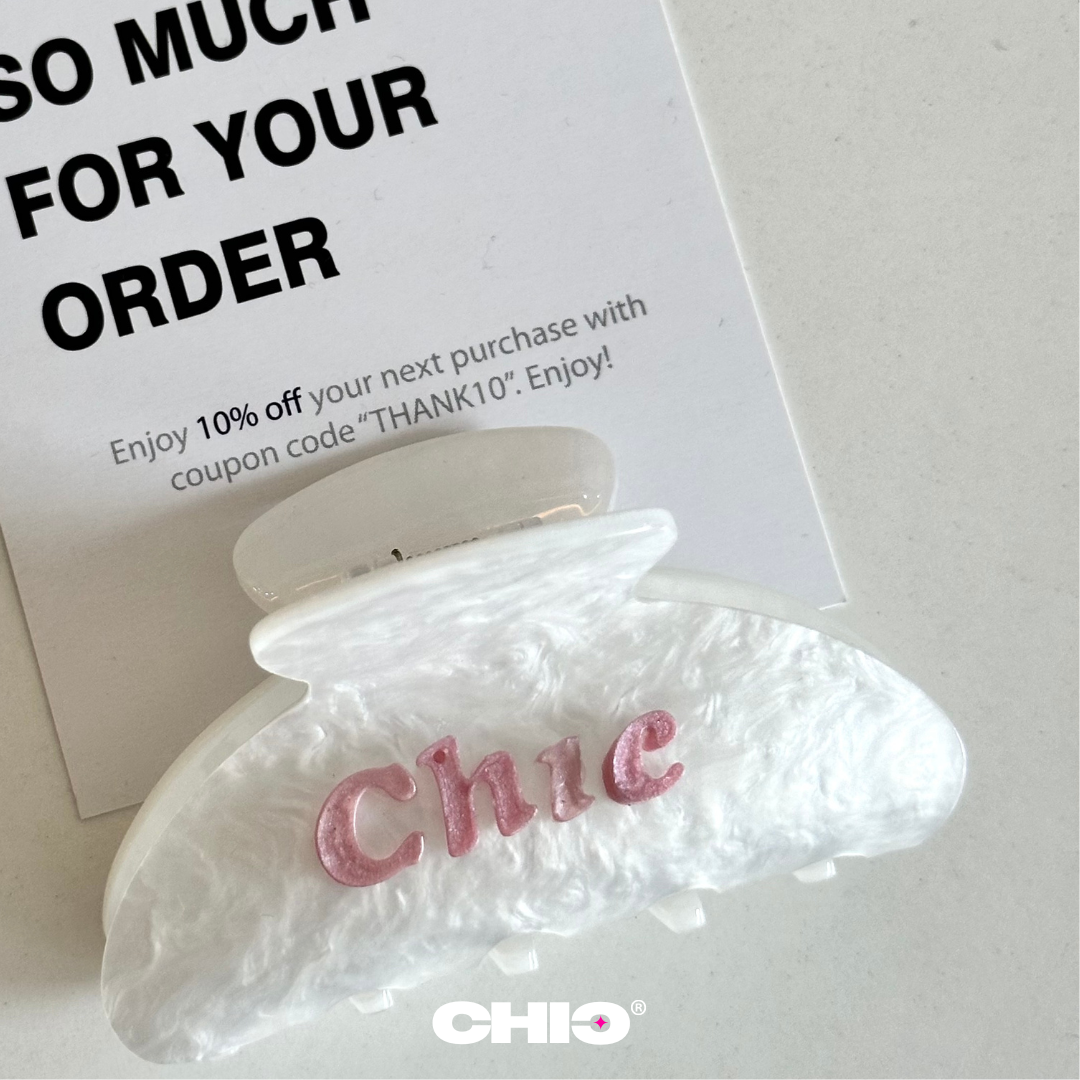 SO MUCH
FOR YOUR
ORDER
Enjoy 10% off your next purchase with
coupon code “THANK10”. Enjoy!
Chic
CHIC®